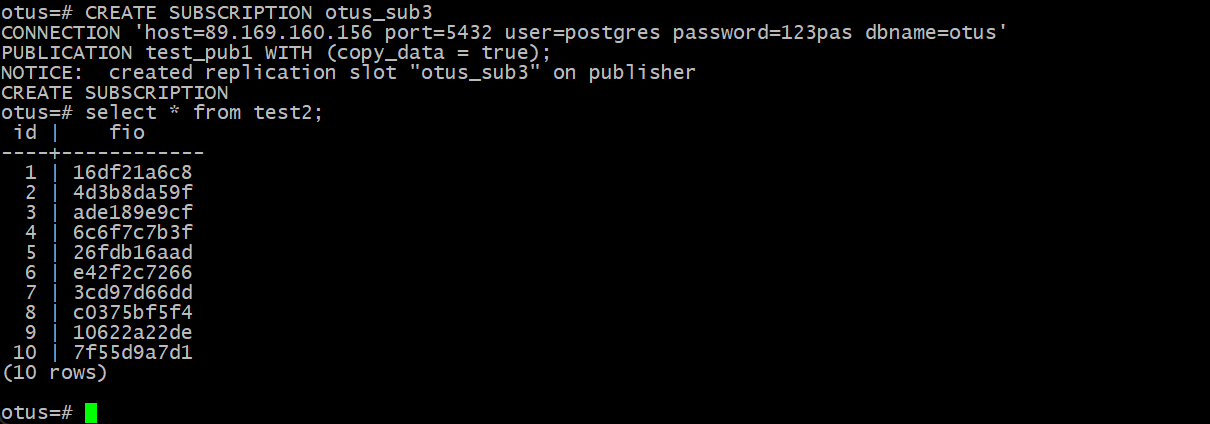 otus=# CREATE SUBSCRIPTION otus_sub3
CONNECTION 'host=89.169.160.156 port=5432 user=postgres password=123pas dbname=otus'
PUBLICATION test_pub1 WITH (copy_data = true);
NOTICE:  created replication slot "otus_sub3" on publisher
CREATE SUBSCRIPTION
otus=# select * from test2;
 id |    fio
----+------------
  1 | 16df21a6c8
  2 | 4d3b8da59f
  3 | ade189e9cf
  4 | 6c6f7c7b3f
  5 | 26fdb16aad
  6 | e42f2c7266
  7 | 3cd97d66dd
  8 | c0375bf5f4
  9 | 10622a22de
 10 | 7f55d9a7d1
(10 rows)
otus=#